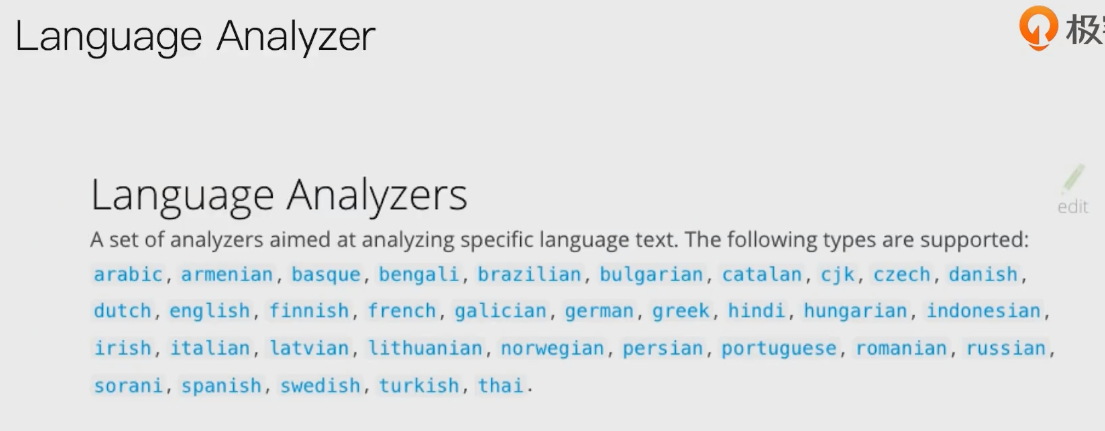 Language Analyzer
极
Language Analyzers
edit
A set of analyzers aimed at analyzing specific language text. The following types are supported:
arabic, armenian, basque, bengali, brazilian, bulgarian, catalan, cjk, czech, danish,
dutch, english, finnish, french, galician, german, greek, hindi, hungarian, indonesian,
irish, italian, latvian, lithuanian, norwegian, persian, portuguese, romanian, russian,
sorani, spanish, swedish, turkish, thai.